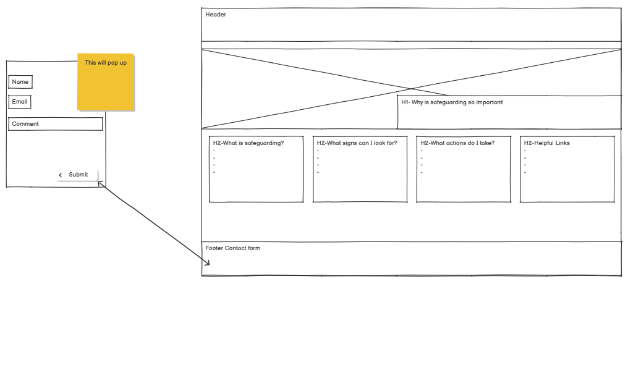 Header
This will pop up
Name
Email
Comment
< Submit
H1- Why is safeguarding so important!
H2-What is safeguarding?
-
-
-
-
H2-What signs can I look for?
-
-
-
-
H2-What actions do I take?
-
-
-
-
H2-Helpful Links
-
-
-
-
Footer Contact form